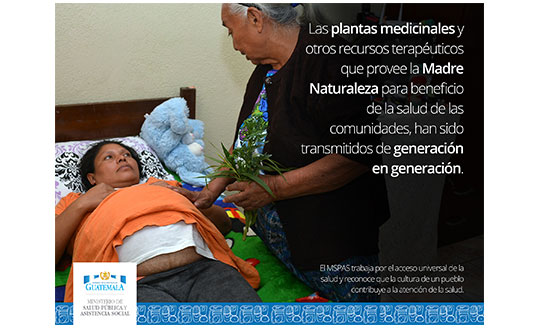 Las plantas medicinales y
otros recursos terapéuticos
que provee la Madre
Naturaleza para beneficio
de la salud de las
comunidades, han sido
transmitidos de generación
en generación.
El MSPAS trabaja por el acceso universal de la
salud y reconoce que la cultura de un pueblo
contribuye a la atención de la salud.
GUATEMALA
MINISTERIO DE
SALUD PÚBLICA Y
ASISTENCIA SOCIAL